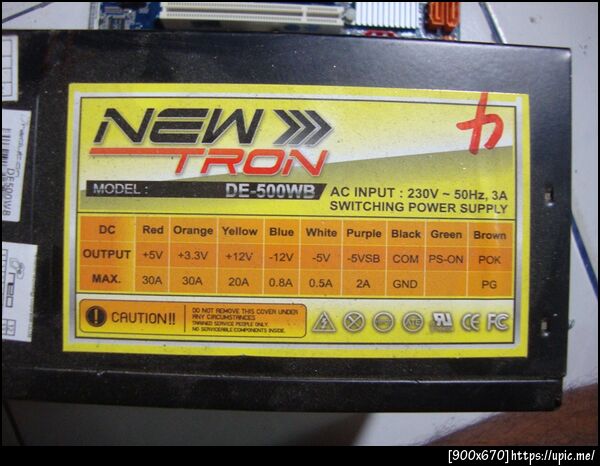 NEW
TRON
MODEL : DE-500WB
AC INPUT : 230V ~ 50Hz, 3A
SWITCHING POWER SUPPLY
DC Red Orange Yellow Blue White Purple Black Green Brown
OUTPUT +5V +3.3V +12V -12V -5V -5VSB COM PS-ON POK
MAX. 30A 30A 20A 0.8A 0.5A 2A GND PG
CAUTION!!
DO NOT REMOVE THIS COVER UNDER
ANY CIRCUMSTANCES
TRAINED SERVICE PEOPLE ONLY.
NO SERVICEABLE COMPONENTS INSIDE.
CE FC
DE500WB
[900x670]https://upic.me/